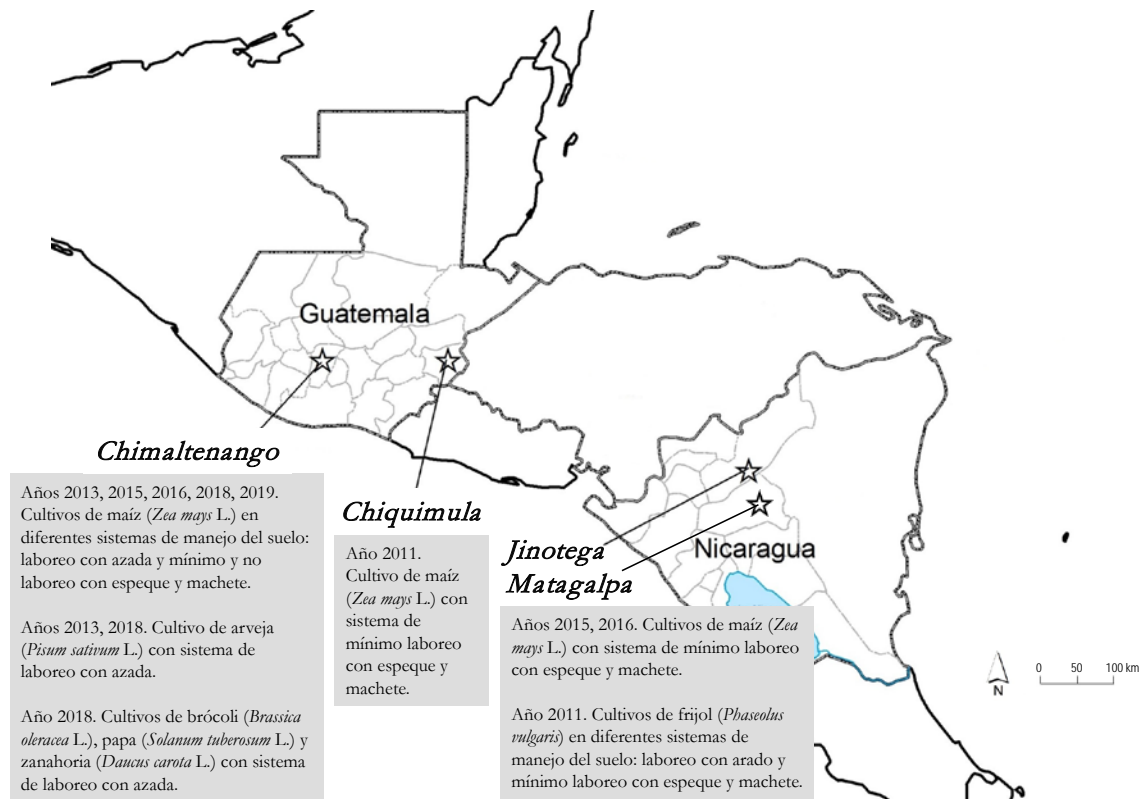 Guatemala
Chimaltenango
Años 2013, 2015, 2016, 2018, 2019.
Cultivos de maíz (Zea mays L.) en
diferentes sistemas de manejo del suelo:
laboreo con azada y mínimo y no
laboreo con espeque y machete.
Años 2013, 2018. Cultivo de arveja
(Pisum sativum L.) con sistema de
laboreo con azada.
Año 2018. Cultivos de brócoli (Brassica
oleracea L.), papa (Solanum tuberosum L.) y
zanahoria (Daucus carota L.) con sistema
de laboreo con azada.
Chiquimula
Año 2011.
Cultivo de maíz
(Zea mays L.) con
sistema de
mínimo laboreo
con espeque y
machete.
Jinotega
Matagalpa
Nicaragua
Años 2015, 2016. Cultivos de maíz (Zea
mays L.) con sistema de mínimo laboreo
con espeque y machete.
Año 2011. Cultivos de frijol (Phaseolus
vulgaris) en diferentes sistemas de
manejo del suelo: laboreo con arado y
mínimo laboreo con espeque y machete.
N
0 50 100 km